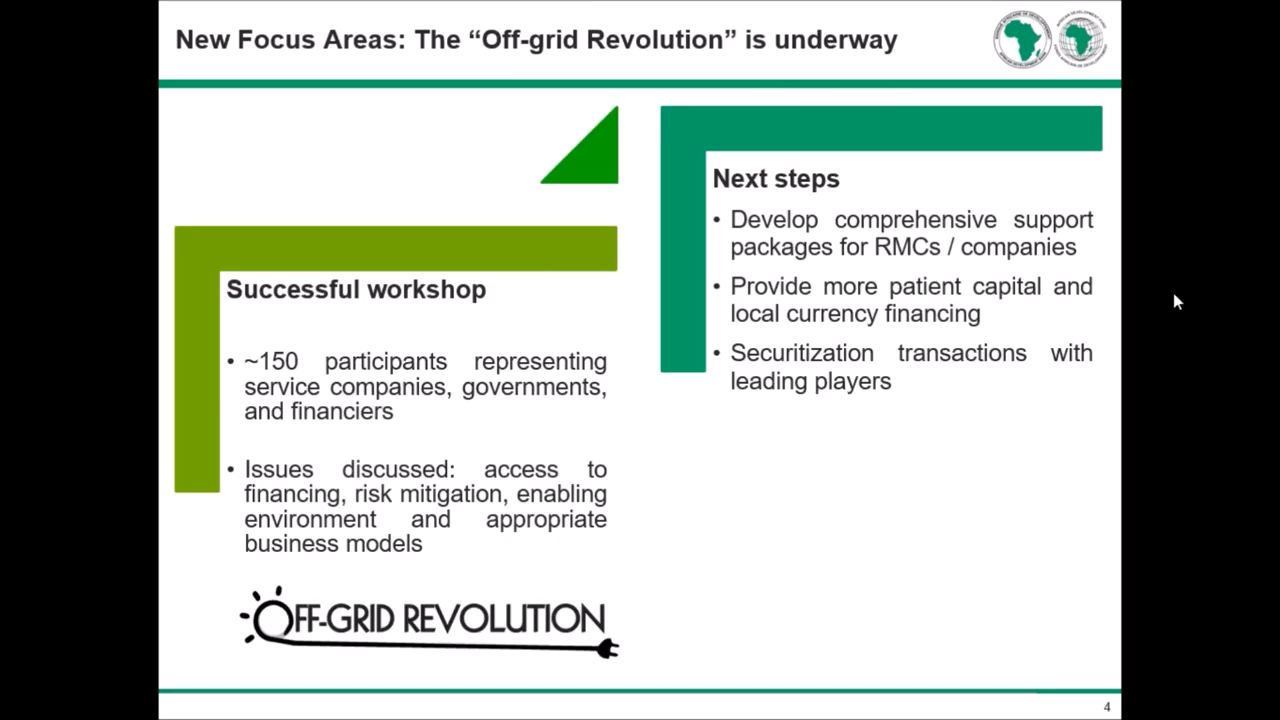 New Focus Areas: The “Off-grid Revolution” is underway
Successful workshop
• ~150 participants representing
service companies, governments,
and financiers
• Issues discussed: access to
financing, risk mitigation, enabling
environment and appropriate
business models
OFF-GRID REVOLUTION
Next steps
• Develop comprehensive support
packages for RMCs / companies
• Provide more patient capital and
local currency financing
• Securitization transactions with
leading players
4